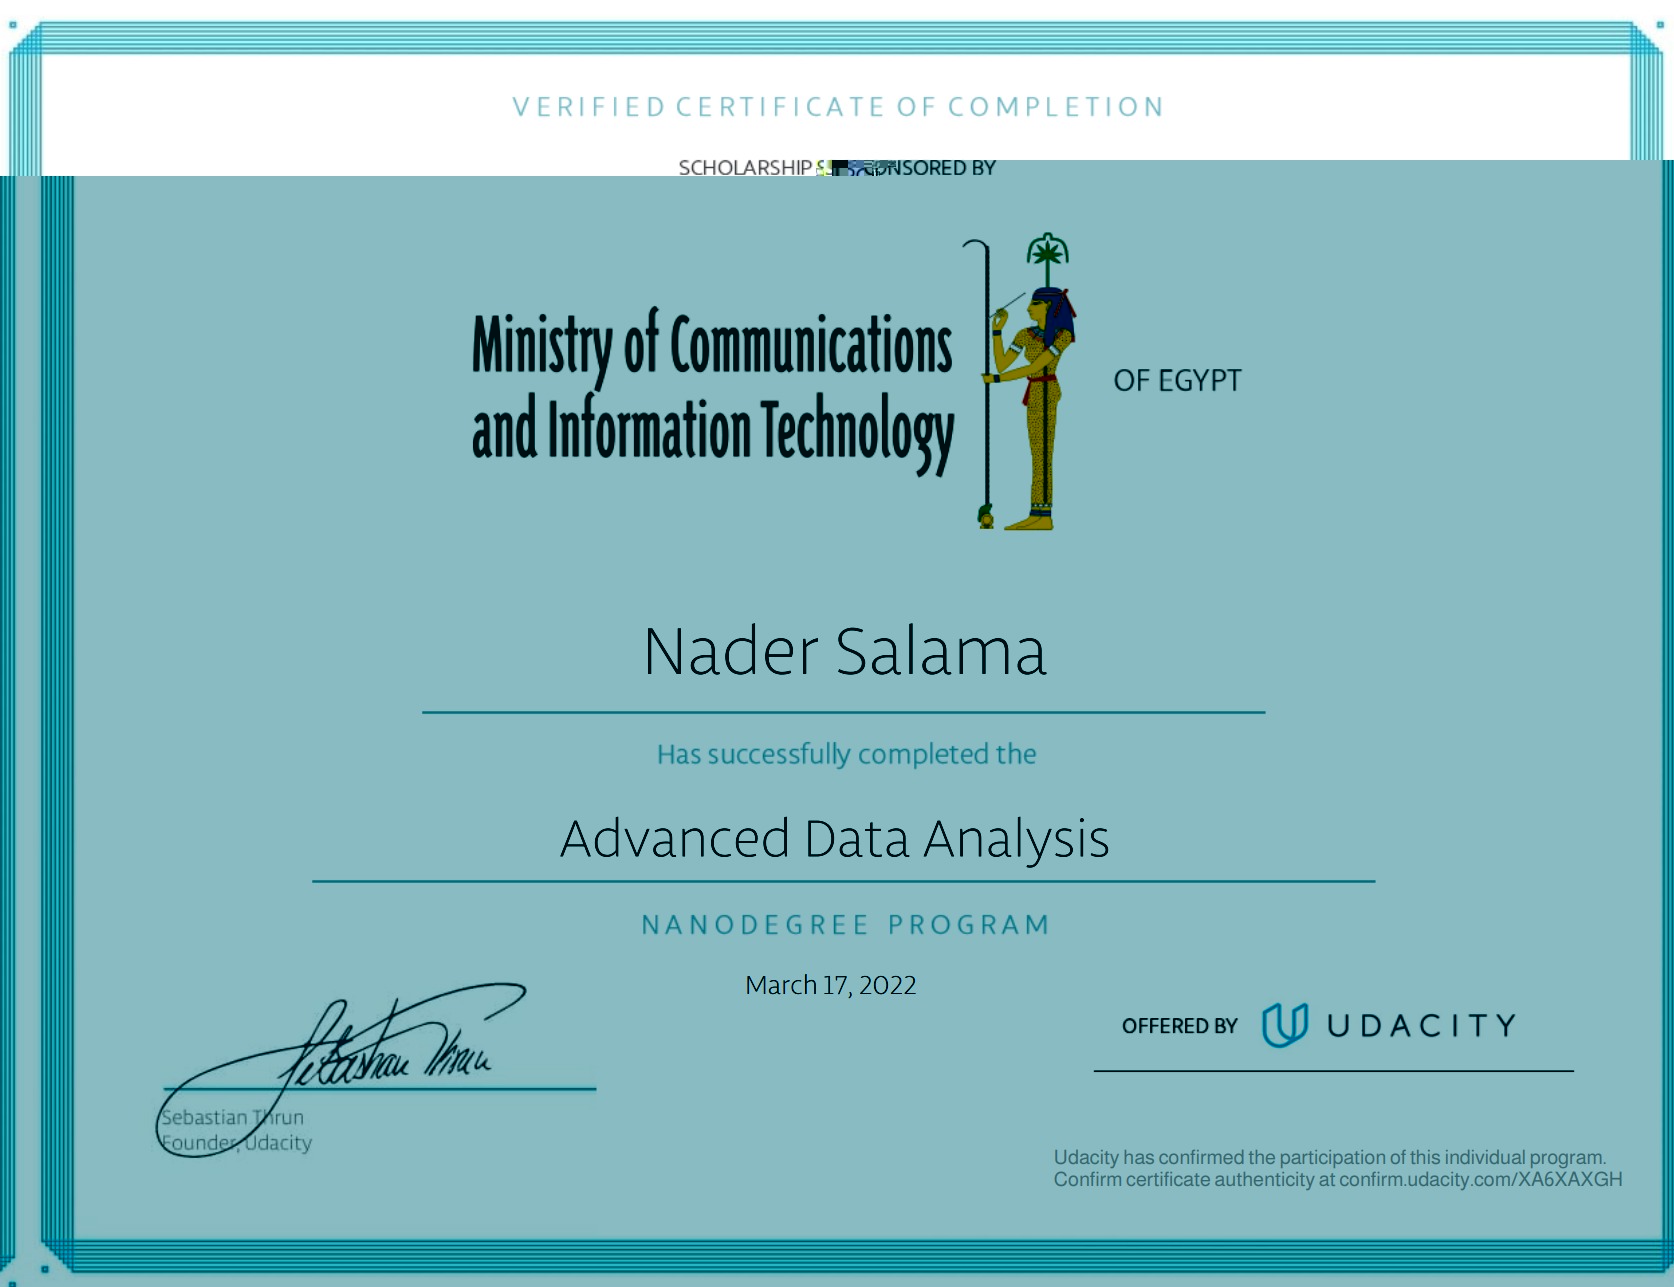 VERIFIED CERTIFICATE OF COMPLETION
SCHOLARSHIP BY
Ministry of Communications
and Information Technology
OF EGYPT
Nader Salama
Has successfully completed the
Advanced Data Analysis
NANODEGREE PROGRAM
March 17, 2022
OFFERED BY UDACITY
Sebastian Thrun
Sebastian Thrun
Founder, Udacity
Udacity has confirmed the participation of this individual program.
Confirm certificate authenticity at confirm.udacity.com/XA6XAXGH